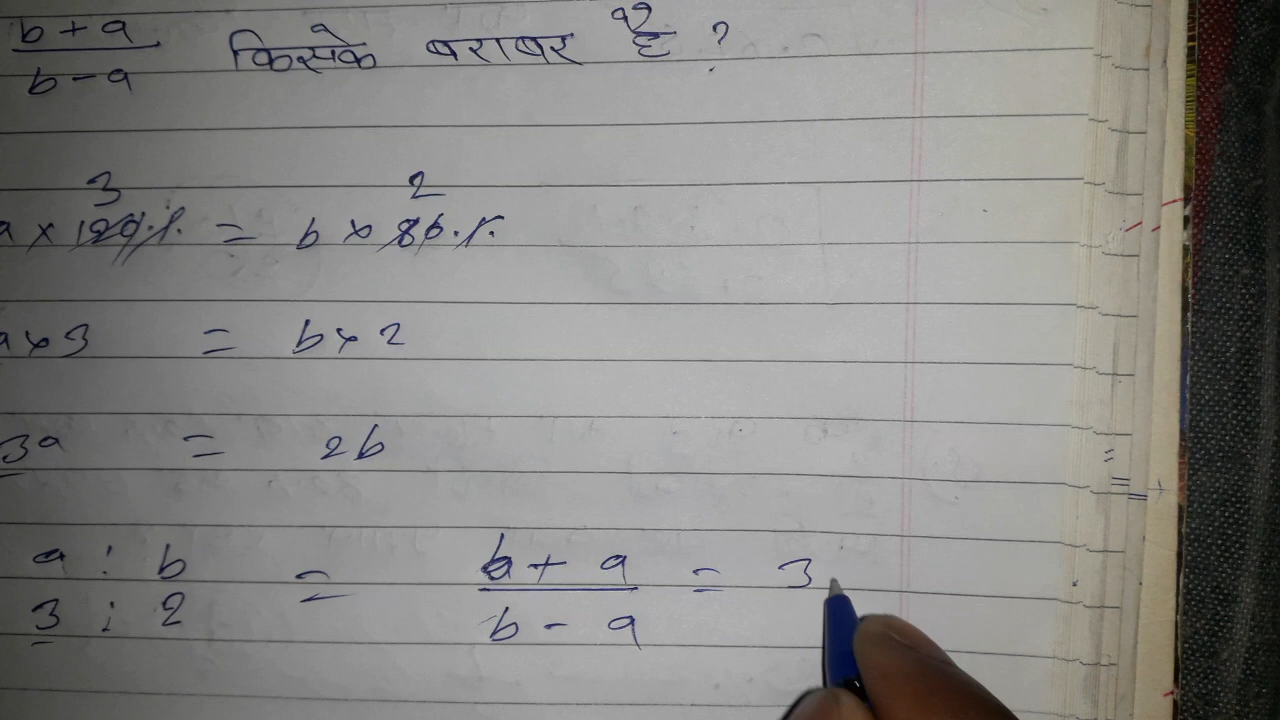 b + a / b - a किसके बराबर है ?
3 2
a × 120% = b × 80%
a × 3 = b × 2
3a = 2b
a : b = b + a / b - a = 3
3 : 2